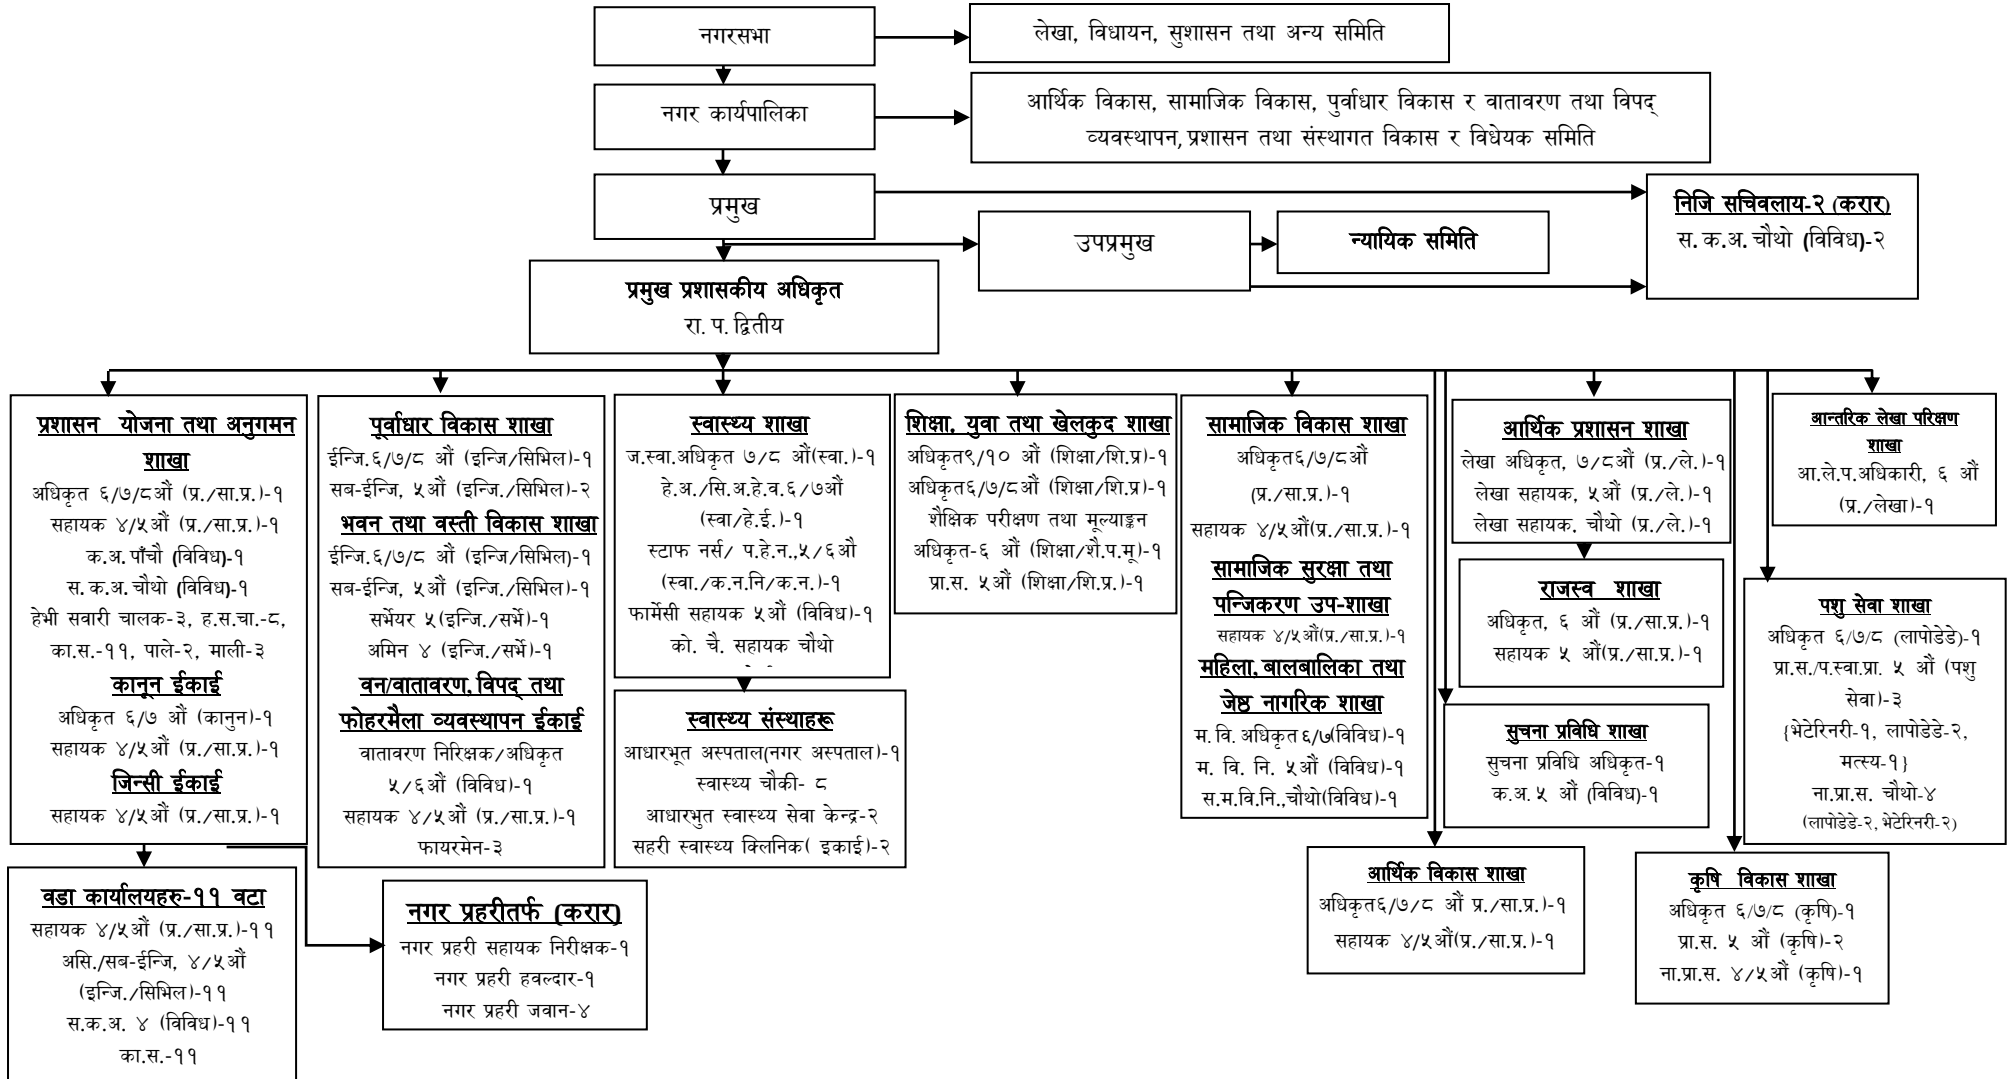 नगरसभा
लेखा, विधायन, सुशासन तथा अन्य समिति
नगर कार्यपालिका
आर्थिक विकास, सामाजिक विकास, पुर्वाधार विकास र वातावरण तथा विपद्
व्यवस्थापन, प्रशासन तथा संस्थागत विकास र विधेयक समिति
प्रमुख
उपप्रमुख
न्यायिक समिति
निजि सचिवलाय-२ (करार)
स. क.अ. चौथो (विविध)-२
प्रमुख प्रशासकीय अधिकृत
रा. प. द्वितीय
प्रशासन योजना तथा अनुगमन
शाखा
अधिकृत ६/७/८औं (प्र./सा.प्र.)-१
सहायक ४/५औं (प्र./सा.प्र.)-१
क.अ. पाँचौ (विविध)-१
स. क.अ. चौथो (विविध)-१
हेभी सवारी चालक-३, ह.स.चा.-८,
का.स.-११, पाले-२, माली-३
कानून ईकाई
अधिकृत ६/७ औं (कानुन)-१
सहायक ४/५औं (प्र./सा.प्र.)-१
जिन्सी ईकाई
सहायक ४/५औं (प्र./सा.प्र.)-१
वडा कार्यालयहरु-११ वटा
सहायक ४/५औं (प्र./सा.प्र.)-११
असि./सब-ईन्जि, ४/५औं
(इन्जि./सिभिल)-११
स.क.अ. ४ (विविध)-११
का.स.-११
पूर्वाधार विकास शाखा
ईन्जि.६/७/८ औं (इन्जि/सिभिल)-१
सब-ईन्जि, ५औं (इन्जि./सिभिल)-२
भवन तथा वस्ती विकास शाखा
ईन्जि.६/७/८ औं (इन्जि/सिभिल)-१
सब-ईन्जि, ५औं (इन्जि./सिभिल)-१
सर्भेयर ५(इन्जि./सर्भे)-१
अमिन ४ (इन्जि./सर्भे)-१
वन/वातावरण, विपद् तथा
फोहरमैला व्यवस्थापन ईकाई
वातावरण निरिक्षक/अधिकृत
५/६औं (विविध)-१
सहायक ४/५औं (प्र./सा.प्र.)-१
फायरमेन-३
नगर प्रहरीतर्फ (करार)
नगर प्रहरी सहायक निरीक्षक-१
नगर प्रहरी हवल्दार-१
नगर प्रहरी जवान-४
स्वास्थ्य शाखा
ज.स्वा.अधिकृत ७/८ औं(स्वा.)-१
हे.अ./सि.अ.हे.व.६/७औं
(स्वा/हे.ई.)-१
स्टाफ नर्स/ प.हे.न.,५/६औ
(स्वा./क.न.नि/क.न.)-१
फार्मेसी सहायक ५औं (विविध)-१
को. चै. सहायक चौथो
स्वास्थ्य संस्थाहरू
आधारभूत अस्पताल(नगर अस्पताल)-१
स्वास्थ्य चौकी- ८
आधारभुत स्वास्थ्य सेवा केन्द्र-२
सहरी स्वास्थ्य क्लिनिक( इकाई)-२
शिक्षा, युवा तथा खेलकुद शाखा
अधिकृत९/१० औं (शिक्षा/शि.प्र)-१
अधिकृत६/७/८औं (शिक्षा/शि.प्र)-१
शैक्षिक परीक्षण तथा मूल्याङ्कन
अधिकृत-६ औं (शिक्षा/शै.प.मू)-१
प्रा.स. ५औं (शिक्षा/शि.प्र.)-१
सामाजिक विकास शाखा
अधिकृत६/७/८औं
(प्र./सा.प्र.)-१
सहायक ४/५औं(प्र./सा.प्र.)-१
सामाजिक सुरक्षा तथा
पन्जिकरण उप-शाखा
सहायक ४/५औं(प्र./सा.प्र.)-१
महिला, बालबालिका तथा
जेष्ठ नागरिक शाखा
म. वि. अधिकृत ६/७(विविध)-१
म. वि. नि. ५औं (विविध)-१
स.म.वि.नि.,चौथो(विविध)-१
आर्थिक विकास शाखा
अधिकृत६/७/८ औं प्र./सा.प्र.)-१
सहायक ४/५औं(प्र./सा.प्र.)-१
आर्थिक प्रशासन शाखा
लेखा अधिकृत, ७/८औं (प्र./ले.)-१
लेखा सहायक, ५औं (प्र./ले.)-१
लेखा सहायक, चौथो (प्र./ले.)-१
राजस्व शाखा
अधिकृत, ६ औं (प्र./सा.प्र.)-१
सहायक ५ औं(प्र./सा.प्र.)-१
सुचना प्रविधि शाखा
सुचना प्रविधि अधिकृत-१
क.अ. ५ औं (विविध)-१
आन्तरिक लेखा परिक्षण
शाखा
आ.ले.प.अधिकारी, ६ औं
(प्र./लेखा)-१
पशु सेवा शाखा
अधिकृत ६/७/८ (लापोडेडे)-१
प्रा.स./प.स्वा.प्रा. ५ औं (पशु
सेवा)-३
{भेटेरिनरी-१, लापोडेडे-२,
मत्स्य-१}
ना.प्रा.स. चौथो-४
(लापोडेडे-२, भेटेरिनरी-२)
कृषि विकास शाखा
अधिकृत ६/७/८ (कृषि)-१
प्रा.स. ५ औं (कृषि)-२
ना.प्रा.स. ४/५औं (कृषि)-१